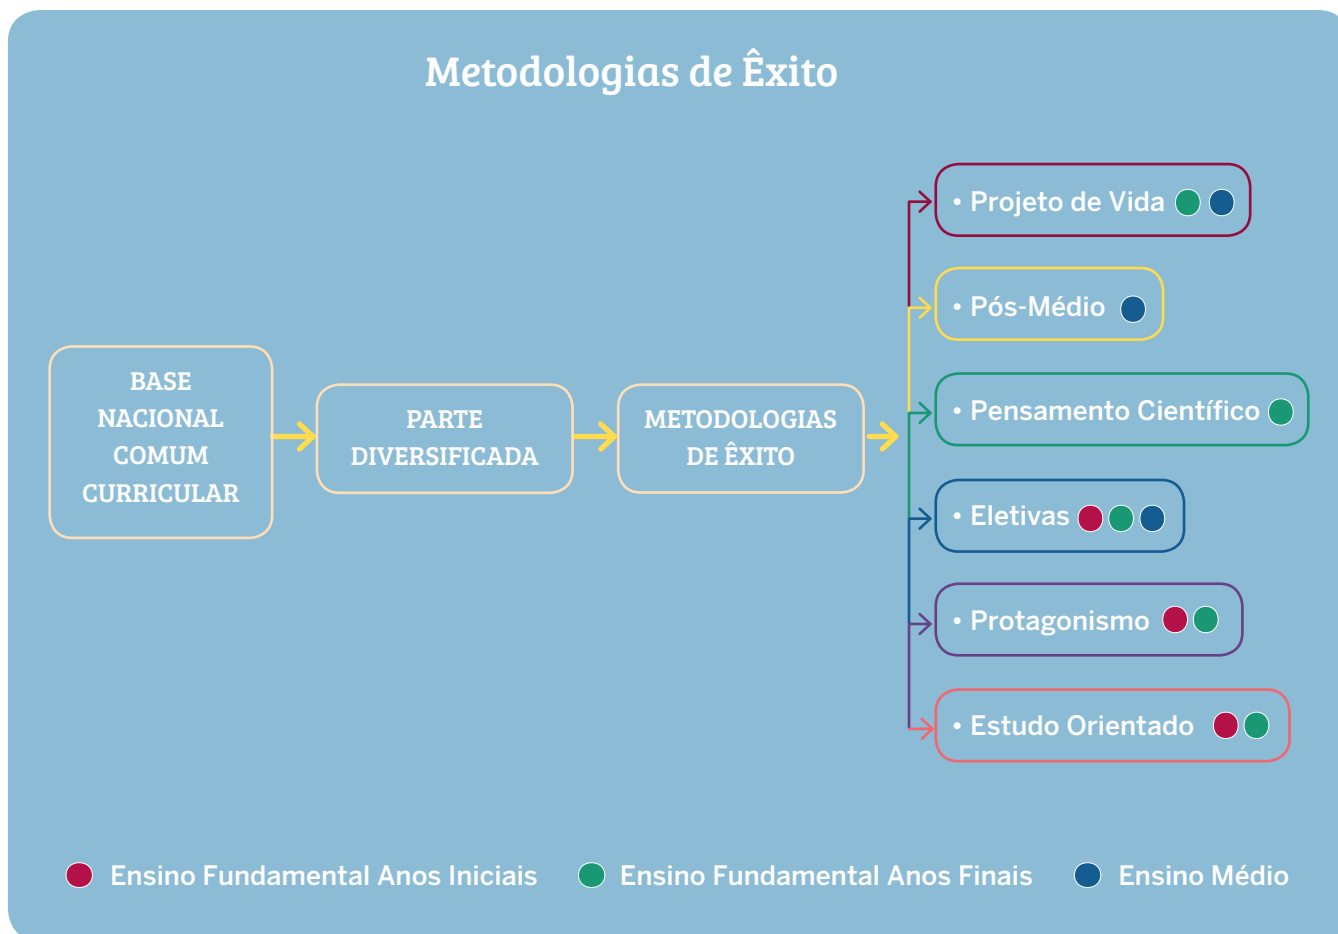 Metodologias de Êxito
BASE
NACIONAL
COMUM
CURRICULAR
PARTE
DIVERSIFICADA
METODOLOGIAS
DE ÊXITO
• Projeto de Vida
• Pós-Médio
• Pensamento Científico
• Eletivas
• Protagonismo
• Estudo Orientado
Ensino Fundamental Anos Iniciais
Ensino Fundamental Anos Finais
Ensino Médio